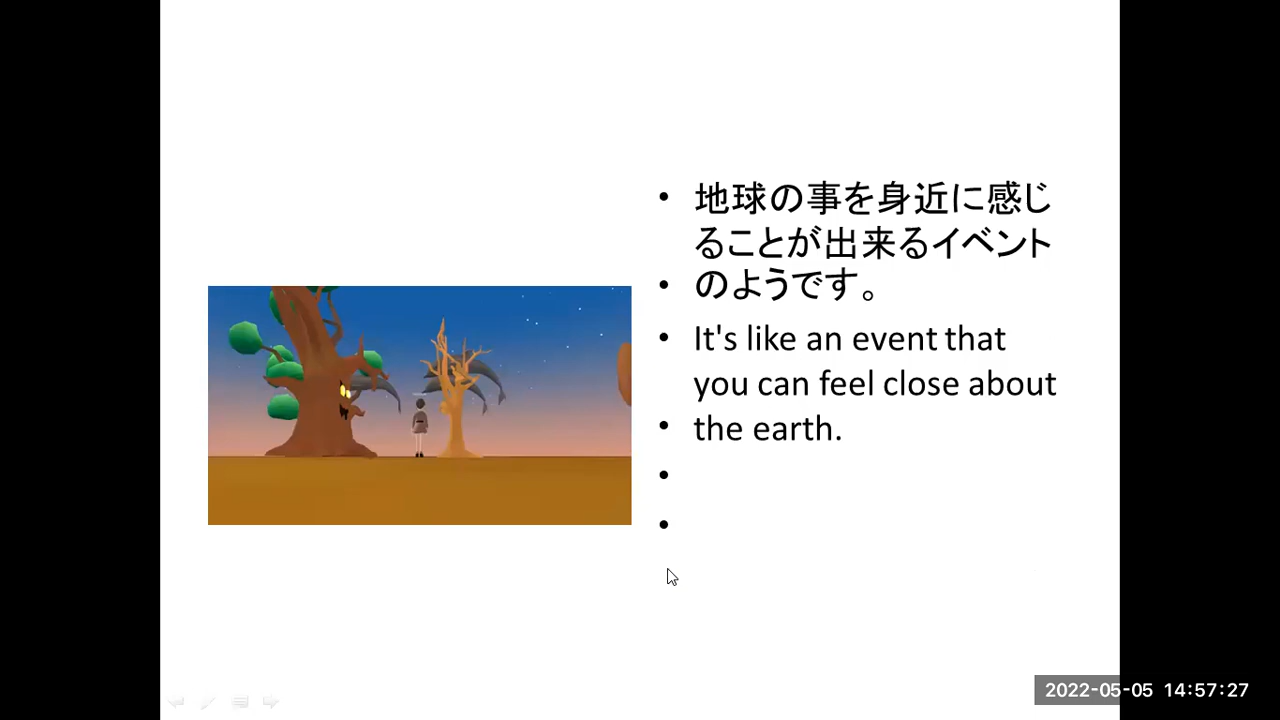 • 地球の事を身近に感じ
ることが出来るイベント
• のようです。
• It's like an event that
you can feel close about
• the earth.
•
•
2022-05-05 14:57:27